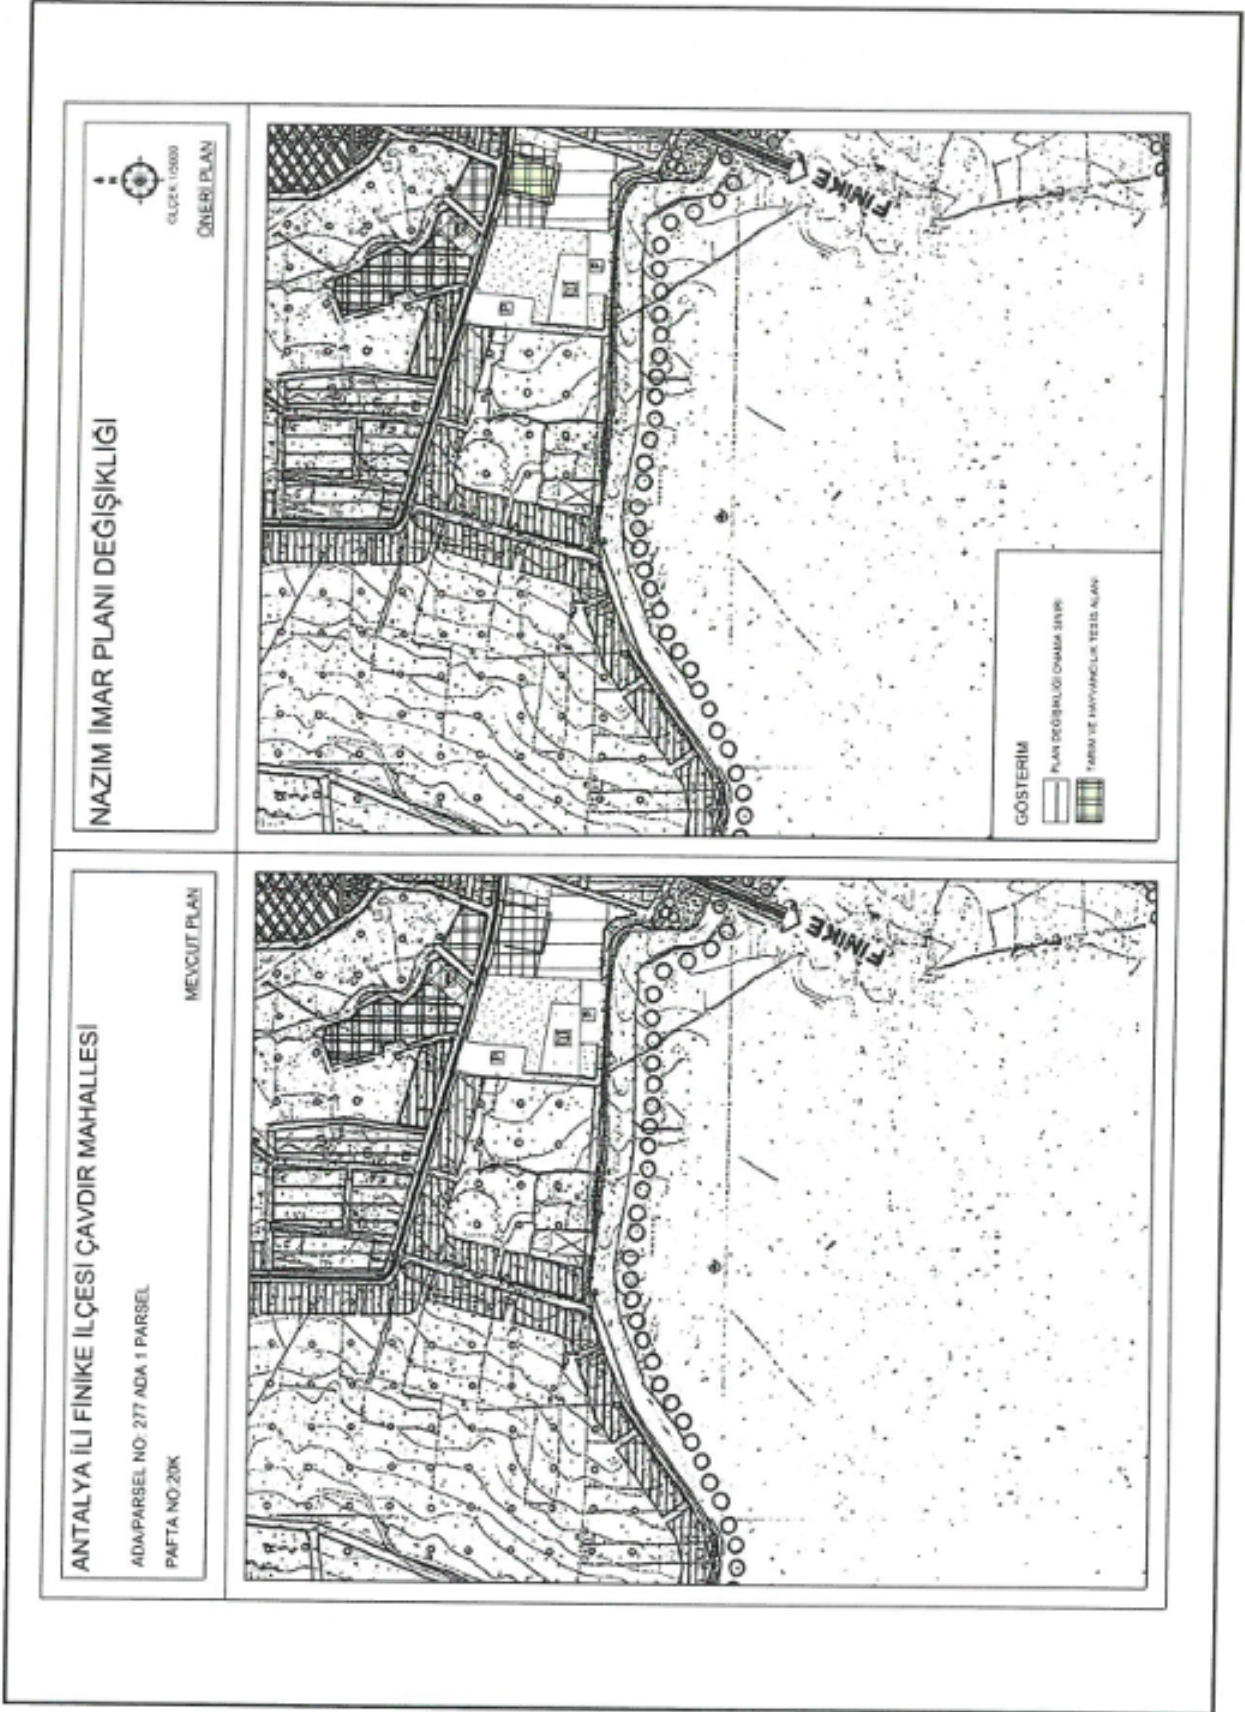 ANTALYA İLİ FİNİKE İLÇESİ ÇAVDIR MAHALLESİ
ADA/PARSEL NO: 277 ADA 1 PARSEL
PAFTA NO:20K
MEVCUT PLAN
NAZIM İMAR PLANI DEĞİŞİKLİĞİ
N
ÖLÇEK:1/5000
ÖNERİ PLAN
FİNİKE
FİNİKE
GÖSTERİM
PLAN DEĞİŞİKLİĞİ ONAMA SINIRI
TARIM VE HAYVANCILIK TESİS ALANI